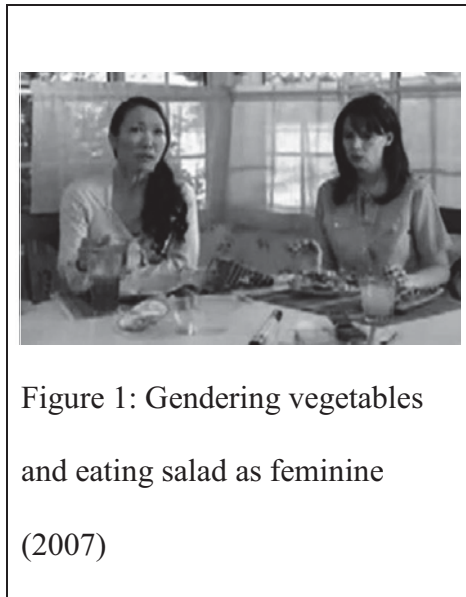 Figure 1: Gendering vegetables
and eating salad as feminine
(2007)